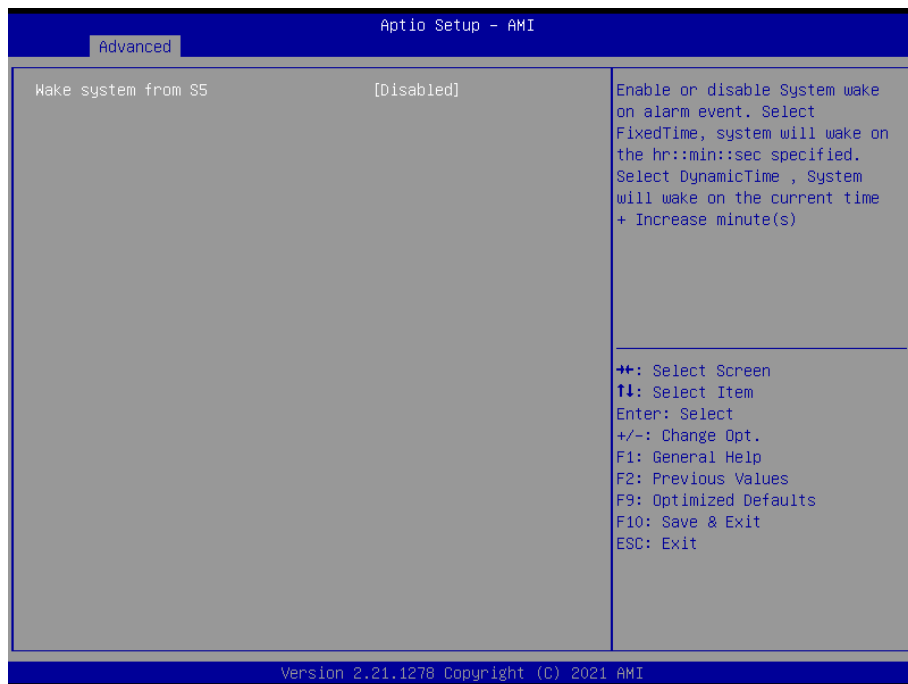 Aptio Setup – AMI
Advanced
Wake system from S5 [Disabled]
Enable or disable System wake
on alarm event. Select
FixedTime, system will wake on
the hr::min::sec specified.
Select DynamicTime , System
will wake on the current time
+ Increase minute(s)
→←: Select Screen
↑↓: Select Item
Enter: Select
+/-: Change Opt.
F1: General Help
F2: Previous Values
F9: Optimized Defaults
F10: Save & Exit
ESC: Exit
Version 2.21.1278 Copyright (C) 2021 AMI